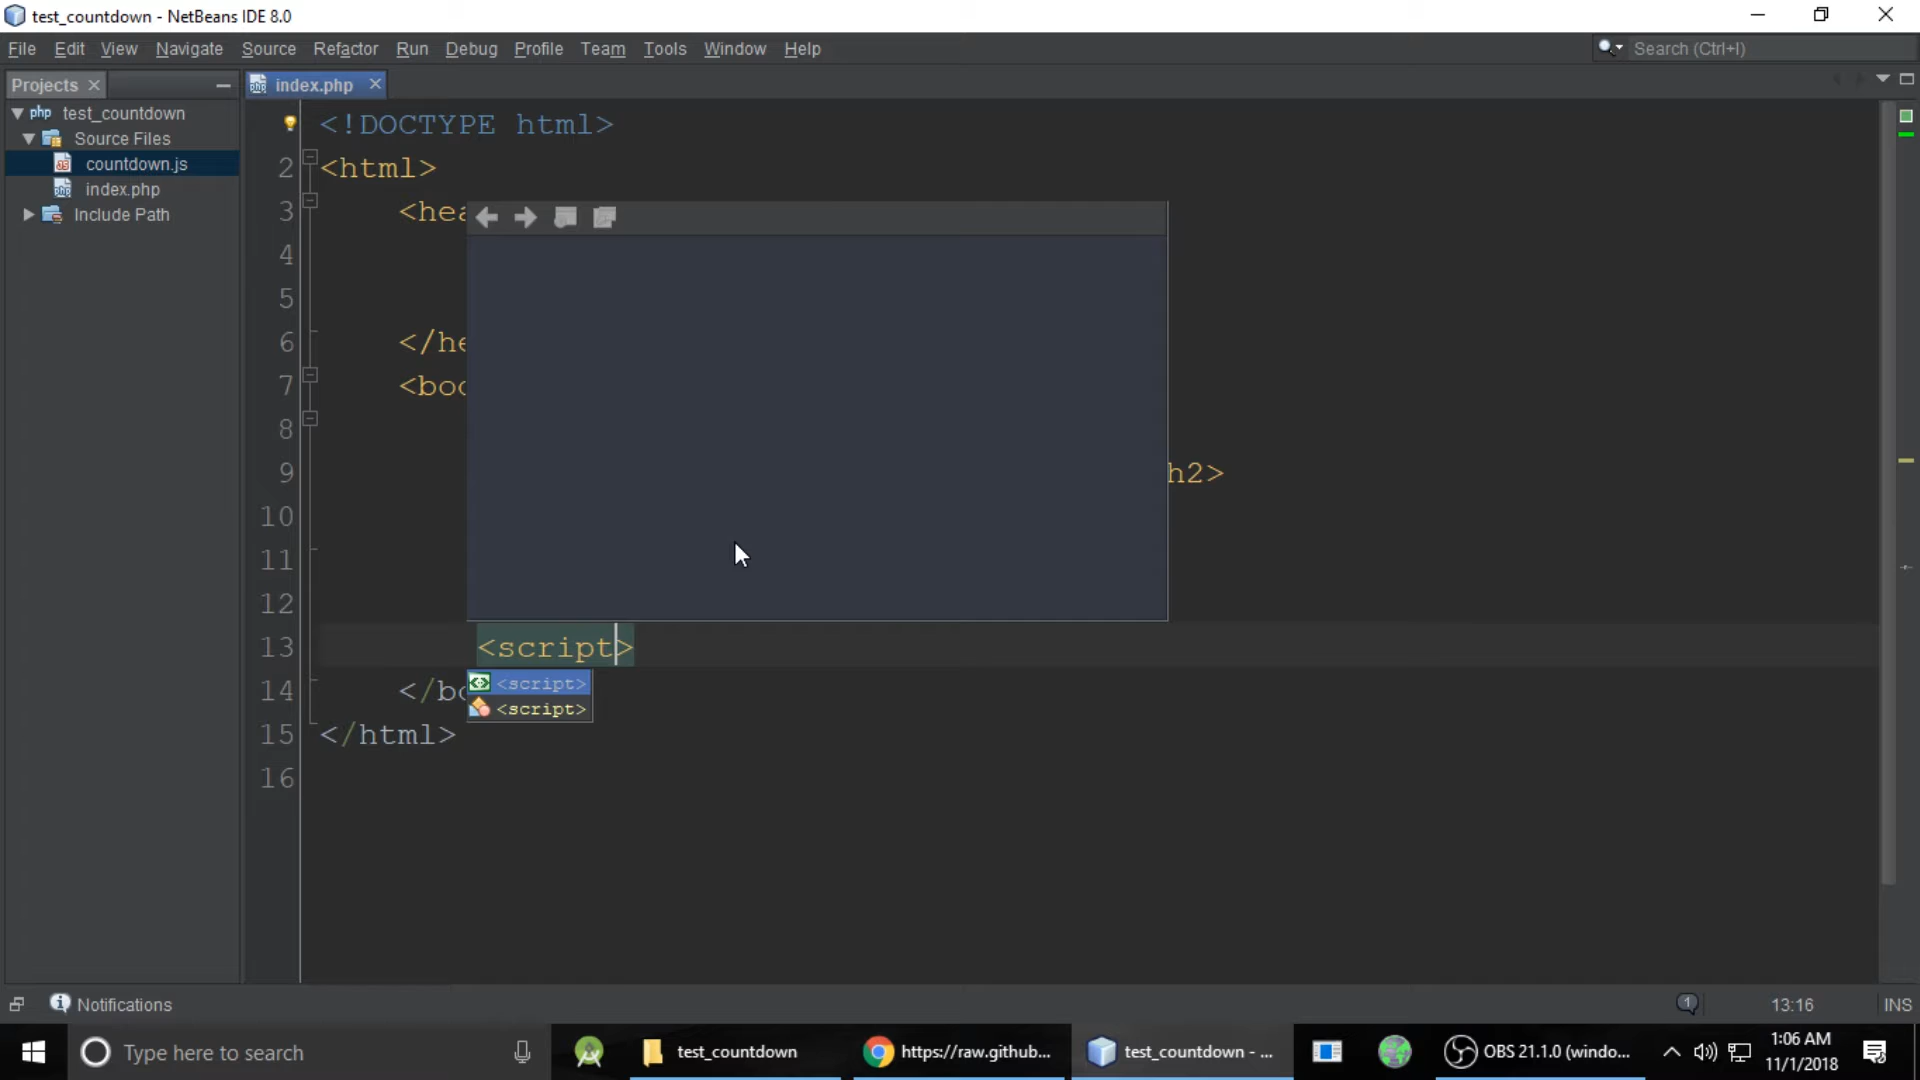 test_countdown - NetBeans IDE 8.0
File Edit View Navigate Source Refactor Run Debug Profile Team Tools Window Help
Search (Ctrl+I)
Projects
index.php
php test_countdown
Source Files
countdown.js
index.php
Include Path
<!DOCTYPE html>
2 <html>
3 <hea
4
5
6 </he
7 <bod
8
9 h2>
10
11
12
13 <script>
14 </bo
<script>
<script>
15 </html>
16
Notifications
1
13:16
INS
Type here to search
test_countdown
https://raw.github...
test_countdown - ...
OBS 21.1.0 (windo...
1:06 AM
11/1/2018